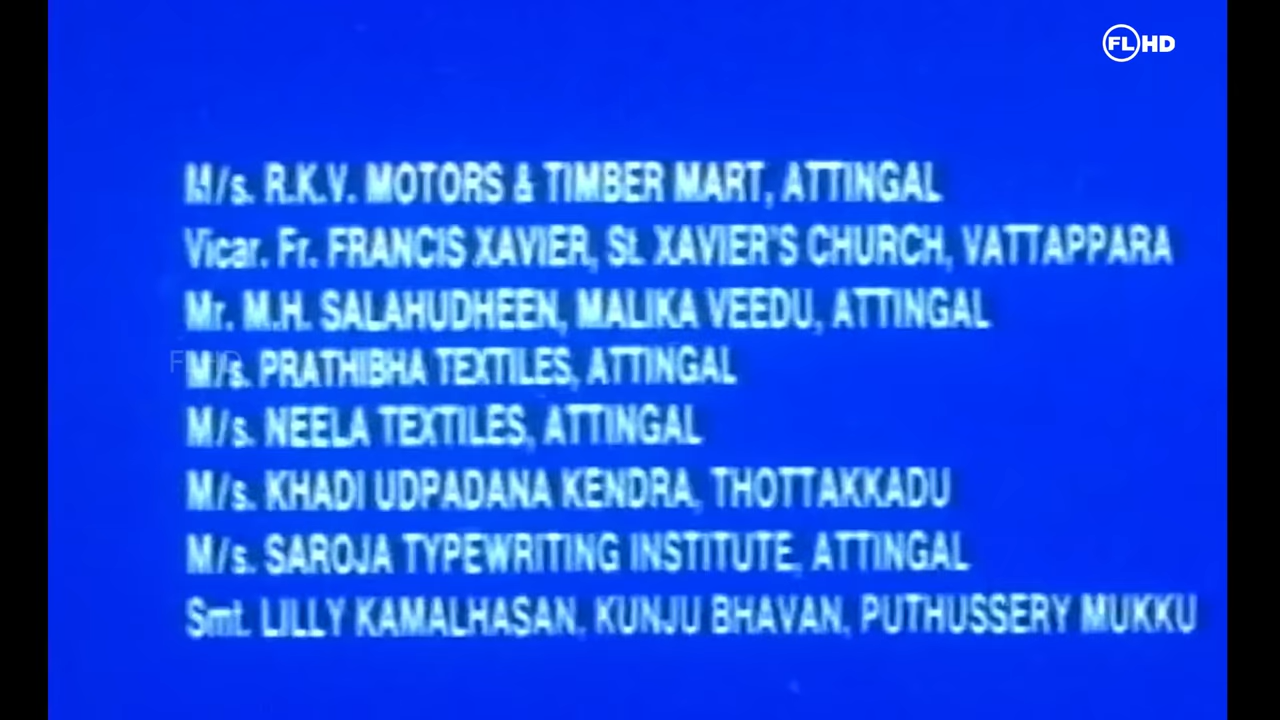 FL HD
M/s. R.K.V. MOTORS & TIMBER MART, ATTINGAL
Vicar. Fr. FRANCIS XAVIER, St. XAVIER'S CHURCH, VATTAPPARA
Mr. M.H. SALAHUDHEEN, MALIKA VEEDU, ATTINGAL
FLHD
M/s. PRATHIBHA TEXTILES, ATTINGAL
M/s. NEELA TEXTILES, ATTINGAL
M/s. KHADI UDPADANA KENDRA, THOTTAKKADU
M/s. SAROJA TYPEWRITING INSTITUTE, ATTINGAL
Smt. LILLY KAMALHASAN, KUNJU BHAVAN, PUTHUSSERY MUKKU